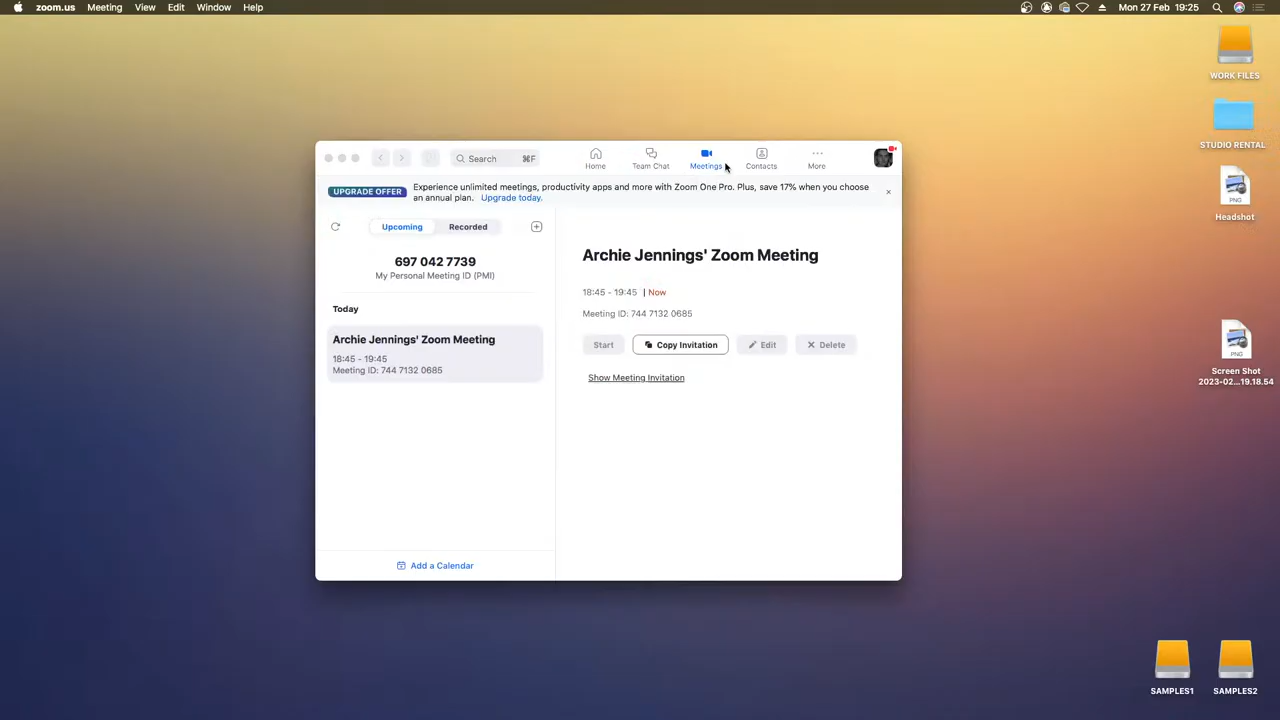 zoom.us Meeting View Edit Window Help
Mon 27 Feb 19:25
WORK FILES
STUDIO RENTAL
PNG
Headshot
PNG
Screen Shot
2023-02...19.18.54
SAMPLES1
SAMPLES2
Search ⌘F
Home
Team Chat
Meetings
Contacts
More
UPGRADE OFFER
Experience unlimited meetings, productivity apps and more with Zoom One Pro. Plus, save 17% when you choose
an annual plan. Upgrade today.
Upcoming
Recorded
697 042 7739
My Personal Meeting ID (PMI)
Today
Archie Jennings' Zoom Meeting
18:45 - 19:45
Meeting ID: 744 7132 0685
Add a Calendar
Archie Jennings' Zoom Meeting
18:45 - 19:45 | Now
Meeting ID: 744 7132 0685
Start
Copy Invitation
Edit
Delete
Show Meeting Invitation